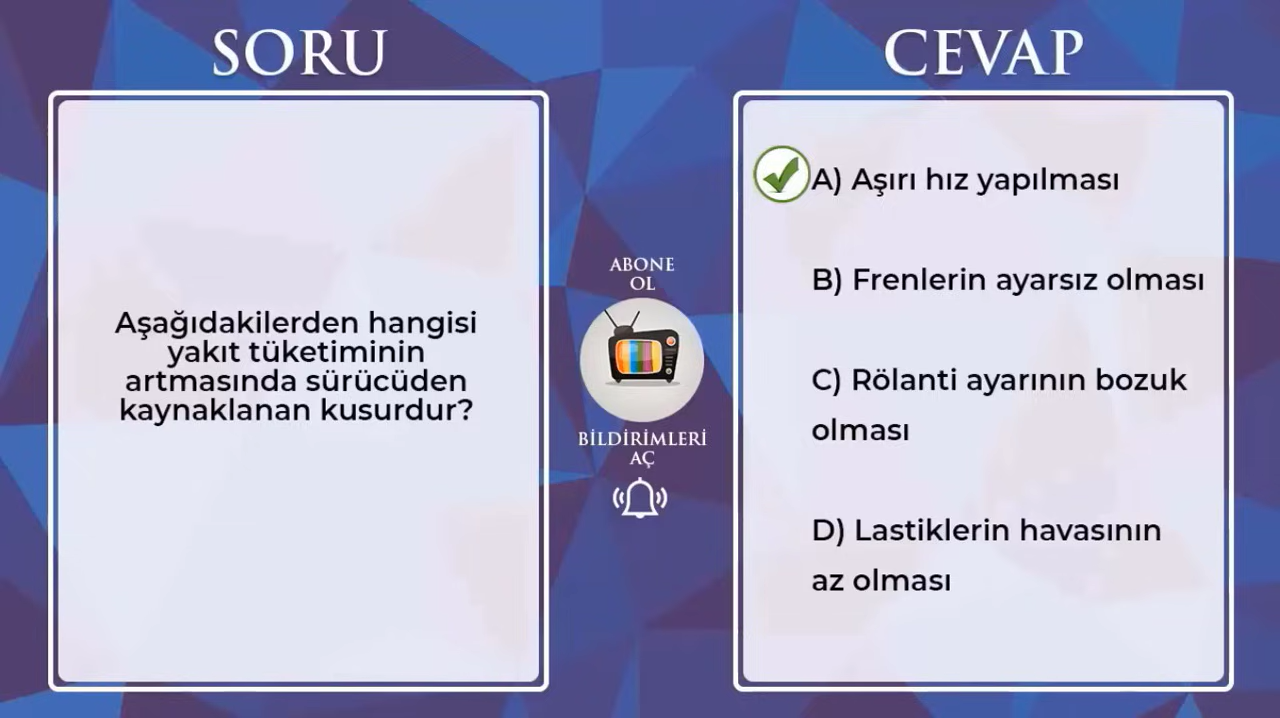 SORU
Aşağıdakilerden hangisi
yakıt tüketiminin
artmasında sürücüden
kaynaklanan kusurdur?
ABONE
OL
BİLDİRİMLERİ
AÇ
CEVAP
A) Aşırı hız yapılması
B) Frenlerin ayarsız olması
C) Rölanti ayarının bozuk
olması
D) Lastiklerin havasının
az olması